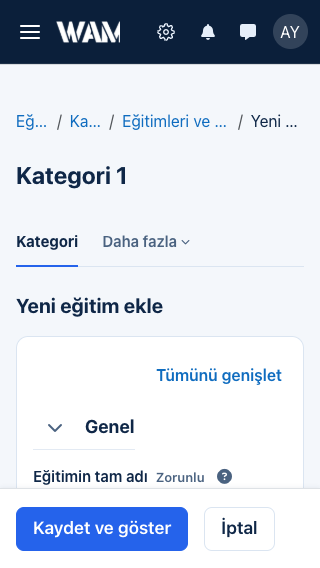 WAM
AY
Eğ... / Ka... / Eğitimleri ve ... / Yeni ...
Kategori 1
Kategori Daha fazla
Yeni eğitim ekle
Tümünü genişlet
Genel
Eğitimin tam adı Zorunlu ?
Kaydet ve göster İptal